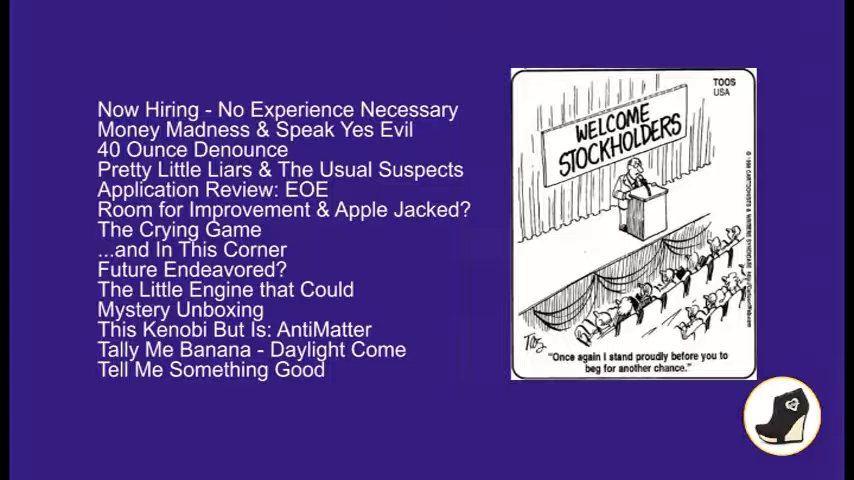 Now Hiring - No Experience Necessary
Money Madness & Speak Yes Evil
40 Ounce Denounce
Pretty Little Liars & The Usual Suspects
Application Review: EOE
Room for Improvement & Apple Jacked?
The Crying Game
...and In This Corner
Future Endeavored?
The Little Engine that Could
Mystery Unboxing
This Kenobi But Is: AntiMatter
Tally Me Banana - Daylight Come
Tell Me Something Good
TOOS
USA
WELCOME
STOCKHOLDERS
"Once again I stand proudly before you to
beg for another chance."